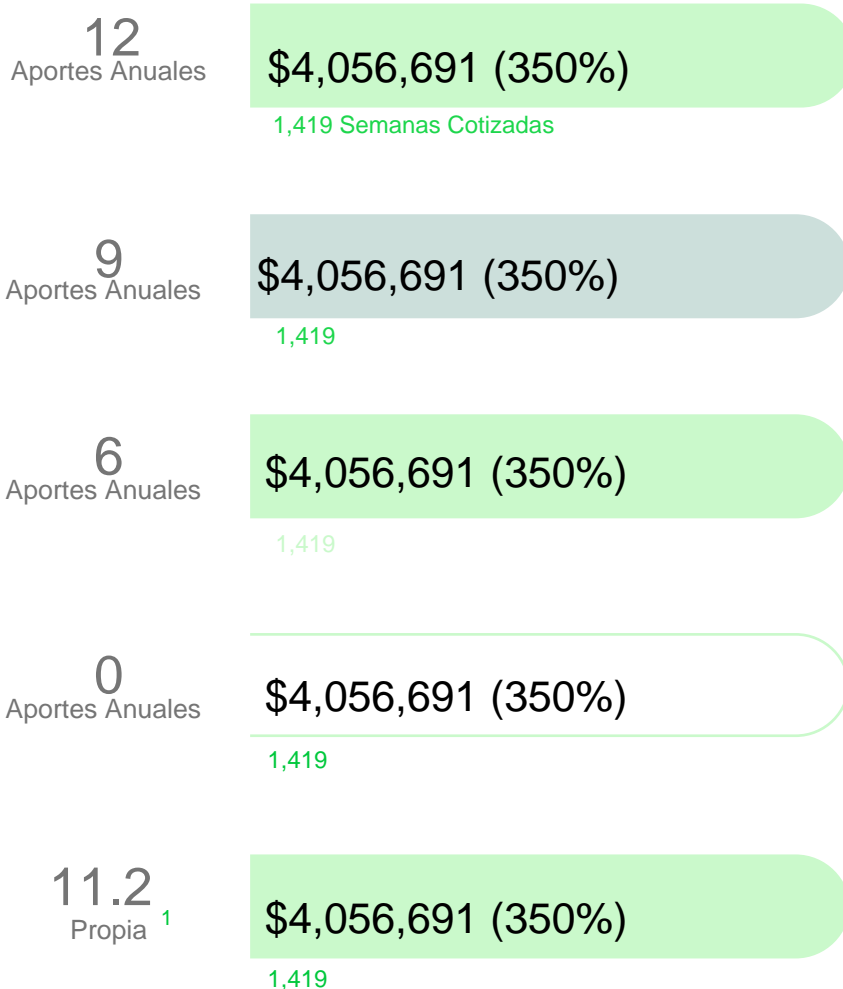 12
Aportes Anuales
$4,056,691 (350%)
1,419 Semanas Cotizadas
9
Aportes Anuales
$4,056,691 (350%)
1,419
6
Aportes Anuales
$4,056,691 (350%)
1,419
0
Aportes Anuales
$4,056,691 (350%)
1,419
11.2
Propia 1
$4,056,691 (350%)
1,419